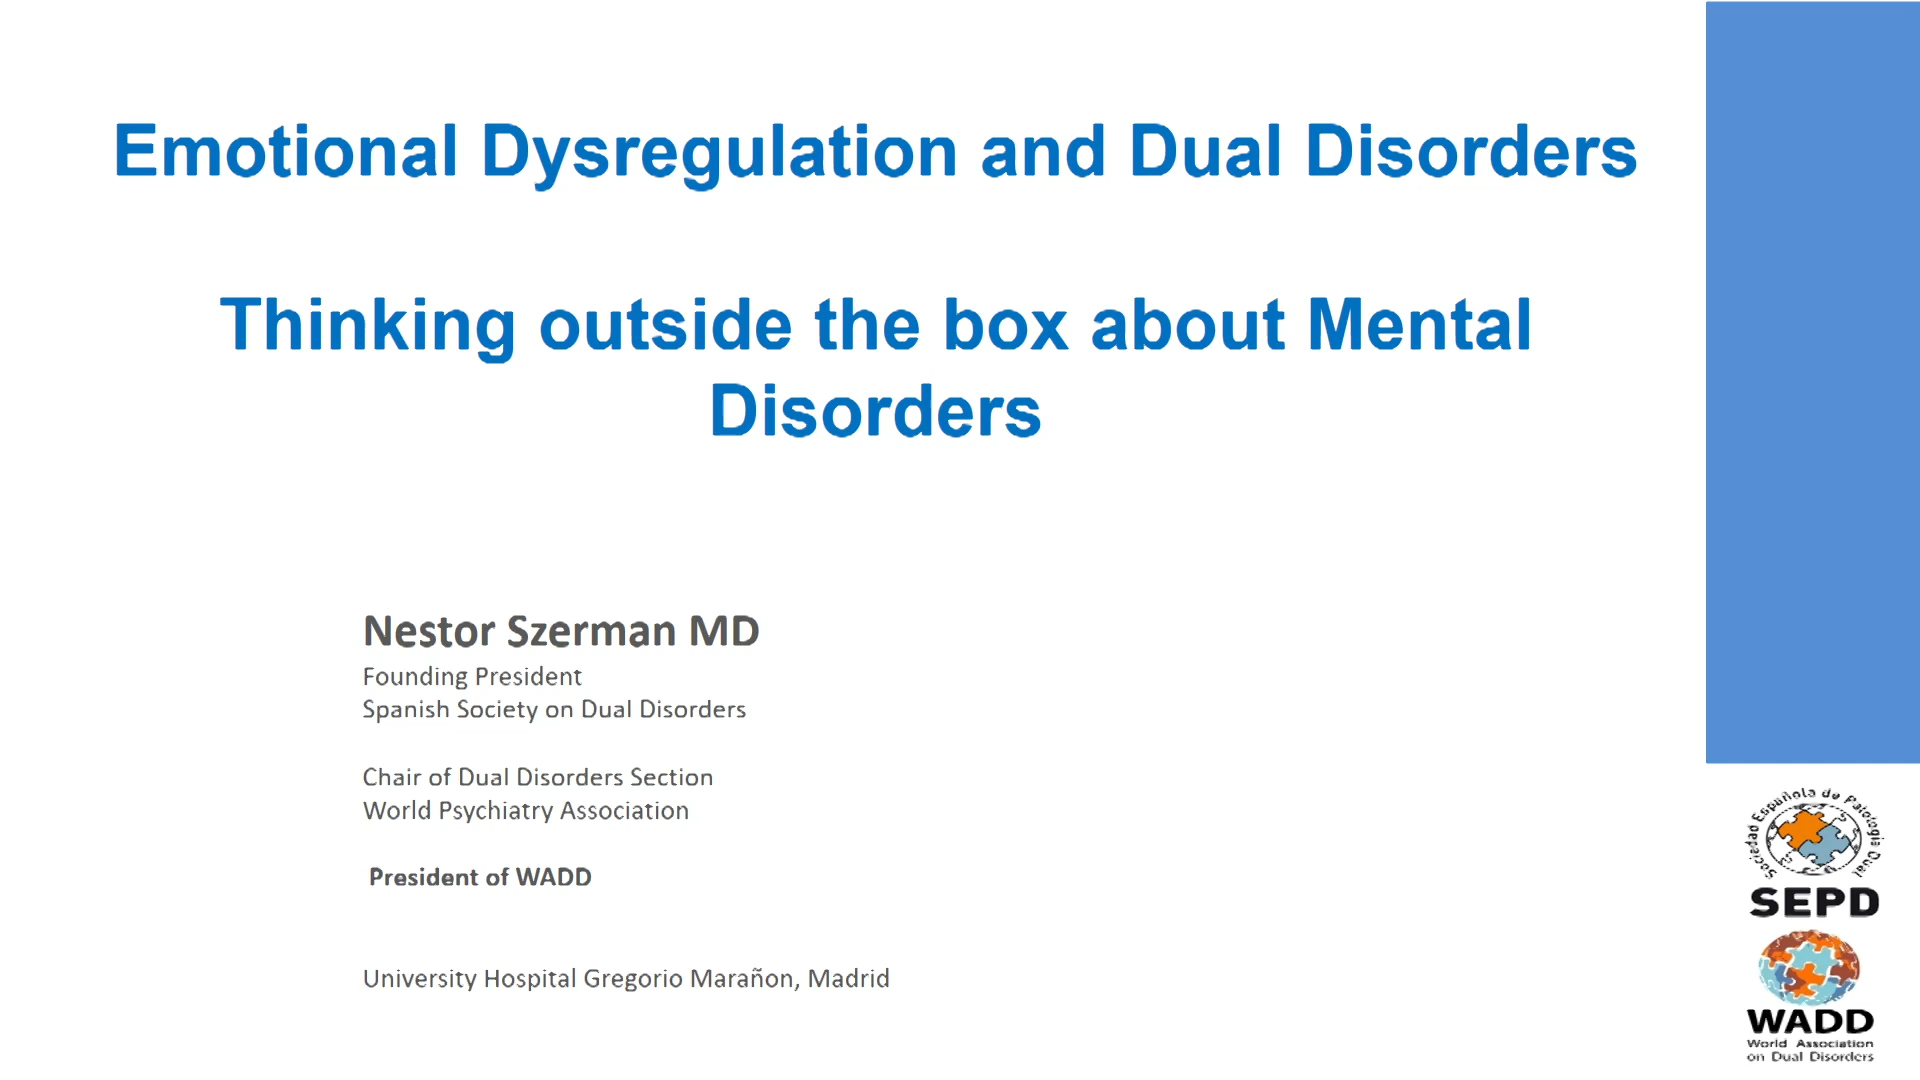 Emotional Dysregulation and Dual Disorders
Thinking outside the box about Mental
Disorders
Nestor Szerman MD
Founding President
Spanish Society on Dual Disorders
Chair of Dual Disorders Section
World Psychiatry Association
President of WADD
University Hospital Gregorio Marañon, Madrid
Sociedad Española de Patología Dual
SEPD
WADD
World Association
on Dual Disorders